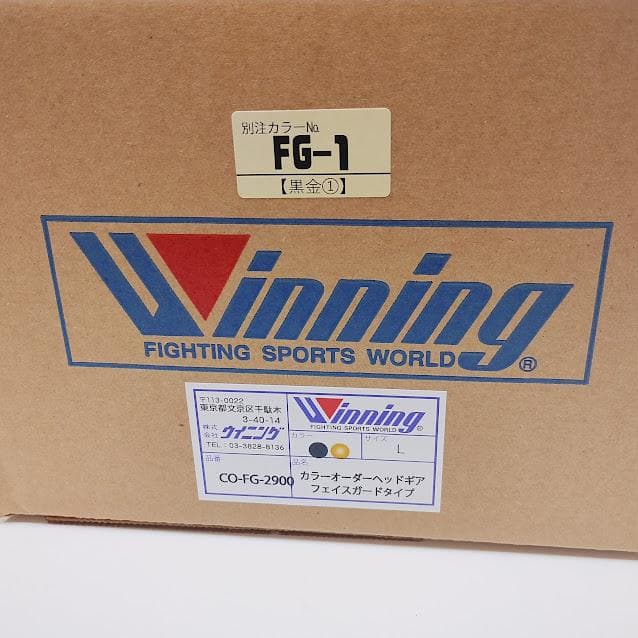 別注カラー№
FG-1
【黒金①】
Winning
FIGHTING SPORTS WORLD®
〒113-0022
東京都文京区千駄木
3-40-14
株式会社 ウイニング
TEL：03-3828-8136
Winning
FIGHTING SPORTS WORLD®
カラー
サイズ
L
品番
CO-FG-2900
品名
カラーオーダーヘッドギア
フェイスガードタイプ